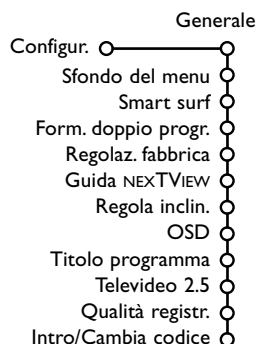 Generale
Configur.
Sfondo del menu
Smart surf
Form. doppio progr.
Regolaz. fabbrica
Guida NEXTVIEW
Regola inclin.
OSD
Titolo programma
Televideo 2.5
Qualità registr.
Intro/Cambia codice